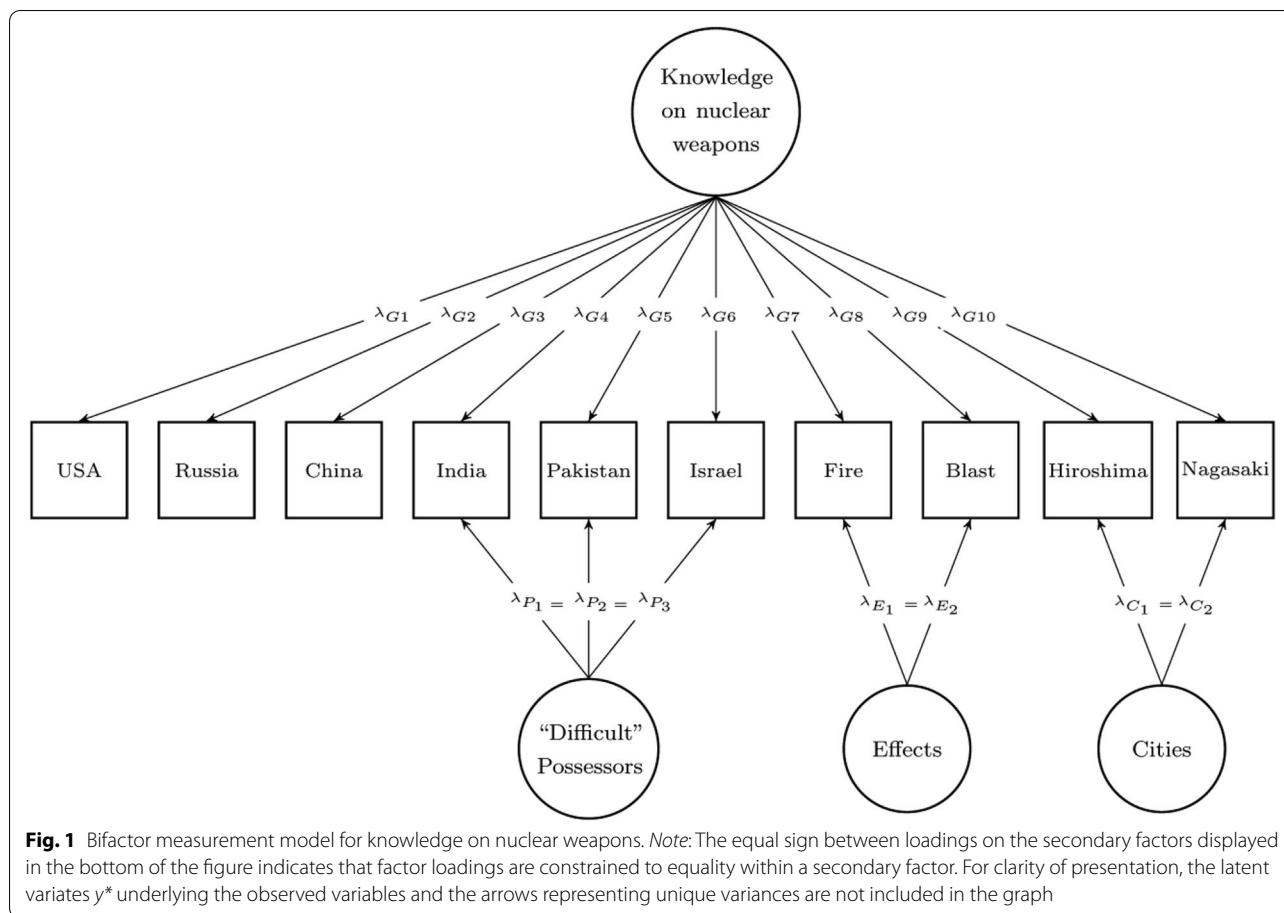 Knowledge
on nuclear
weapons
λG1 λG2 λG3 λG4 λG5 λG6 λG7 λG8 λG9 λG10
USA Russia China India Pakistan Israel Fire Blast Hiroshima Nagasaki
λP1 = λP2 = λP3 λE1 = λE2 λC1 = λC2
“Difficult”
Possessors
Effects
Cities
Fig. 1 Bifactor measurement model for knowledge on nuclear weapons. Note: The equal sign between loadings on the secondary factors displayed
in the bottom of the figure indicates that factor loadings are constrained to equality within a secondary factor. For clarity of presentation, the latent
variates y* underlying the observed variables and the arrows representing unique variances are not included in the graph